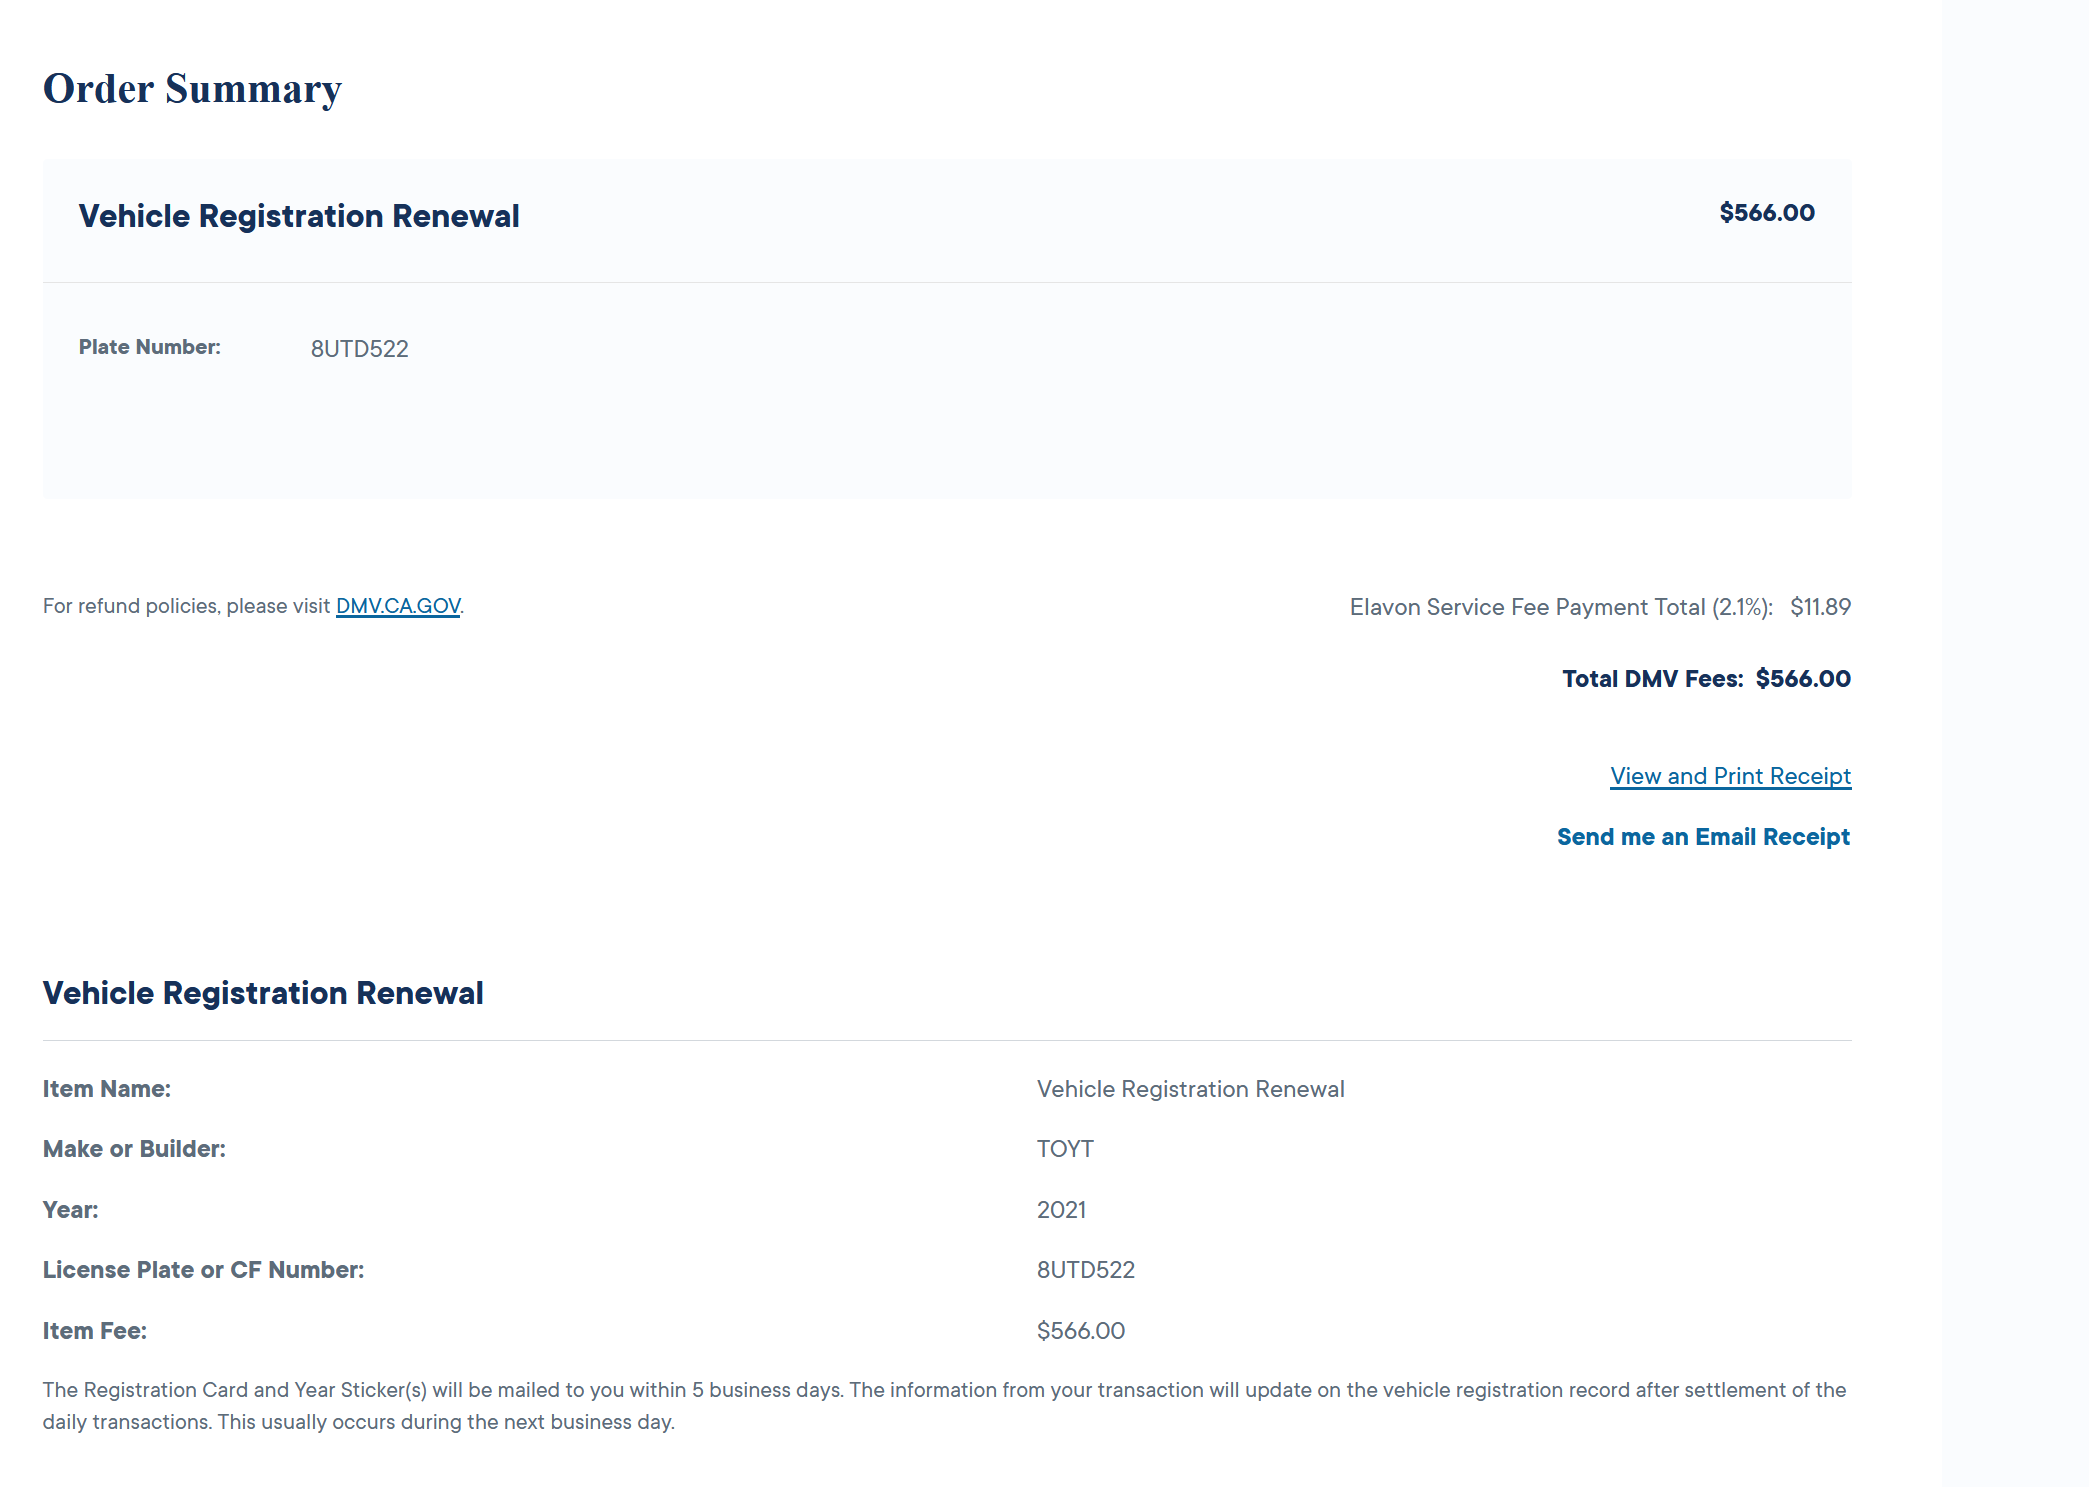 Order Summary
Vehicle Registration Renewal $566.00
Plate Number: 8UTD522
For refund policies, please visit DMV.CA.GOV. Elavon Service Fee Payment Total (2.1%): $11.89
Total DMV Fees: $566.00
View and Print Receipt
Send me an Email Receipt
Vehicle Registration Renewal
Item Name: Vehicle Registration Renewal
Make or Builder: TOYT
Year: 2021
License Plate or CF Number: 8UTD522
Item Fee: $566.00
The Registration Card and Year Sticker(s) will be mailed to you within 5 business days. The information from your transaction will update on the vehicle registration record after settlement of the
daily transactions. This usually occurs during the next business day.